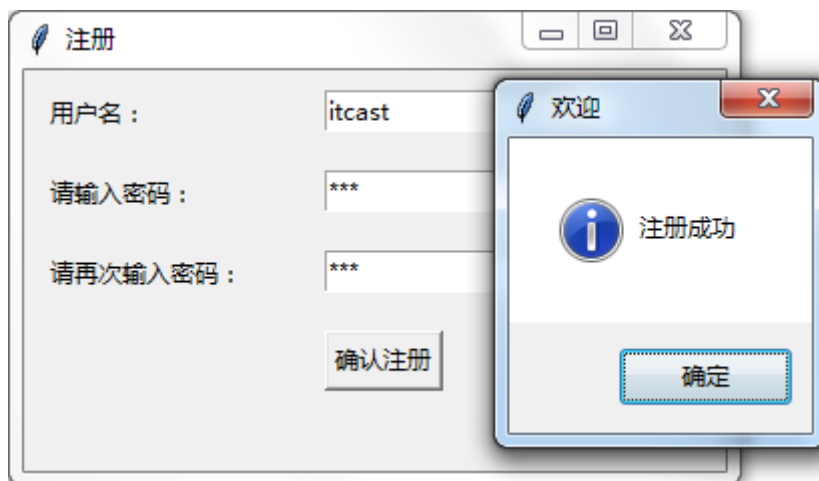 注册
用户名：
itcast
请输入密码：
***
请再次输入密码：
***
确认注册
欢迎
注册成功
确定